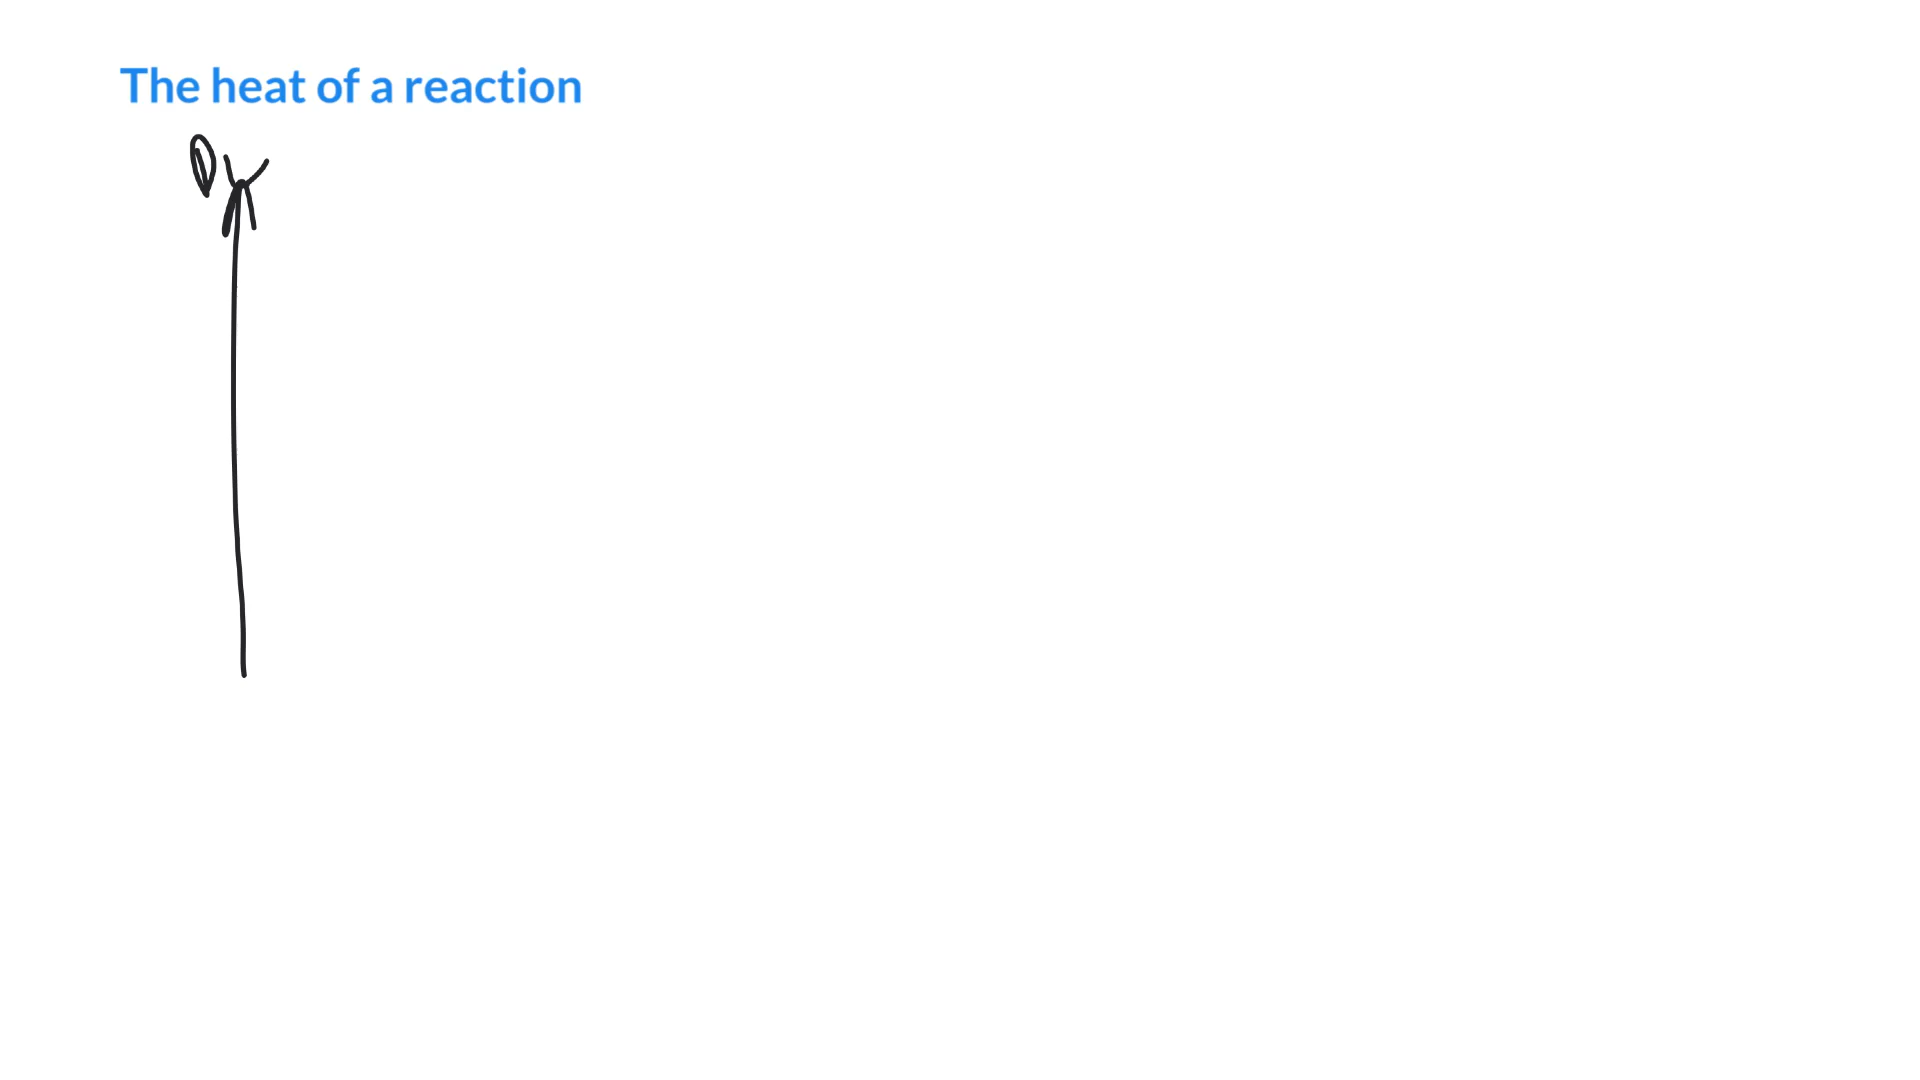 The heat of a reaction